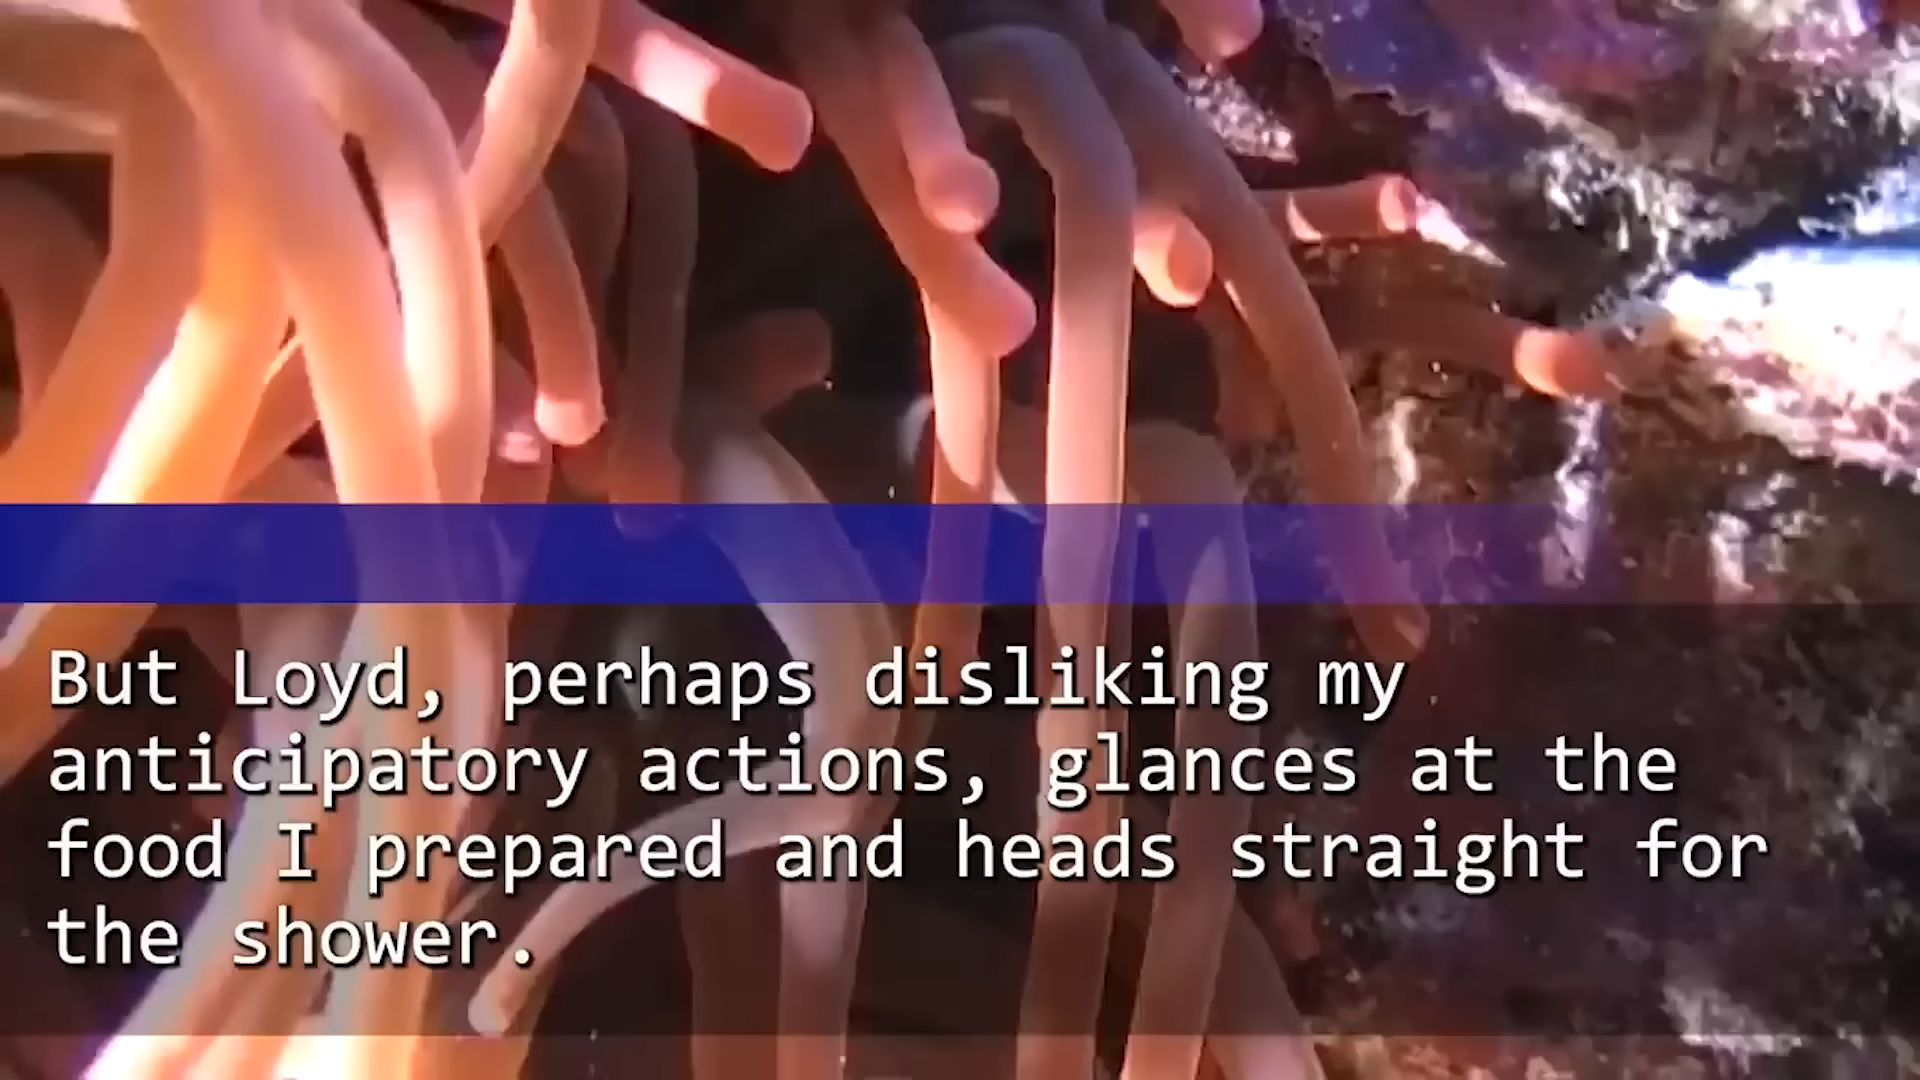 But Loyd, perhaps disliking my
anticipatory actions, glances at the
food I prepared and heads straight for
the shower.